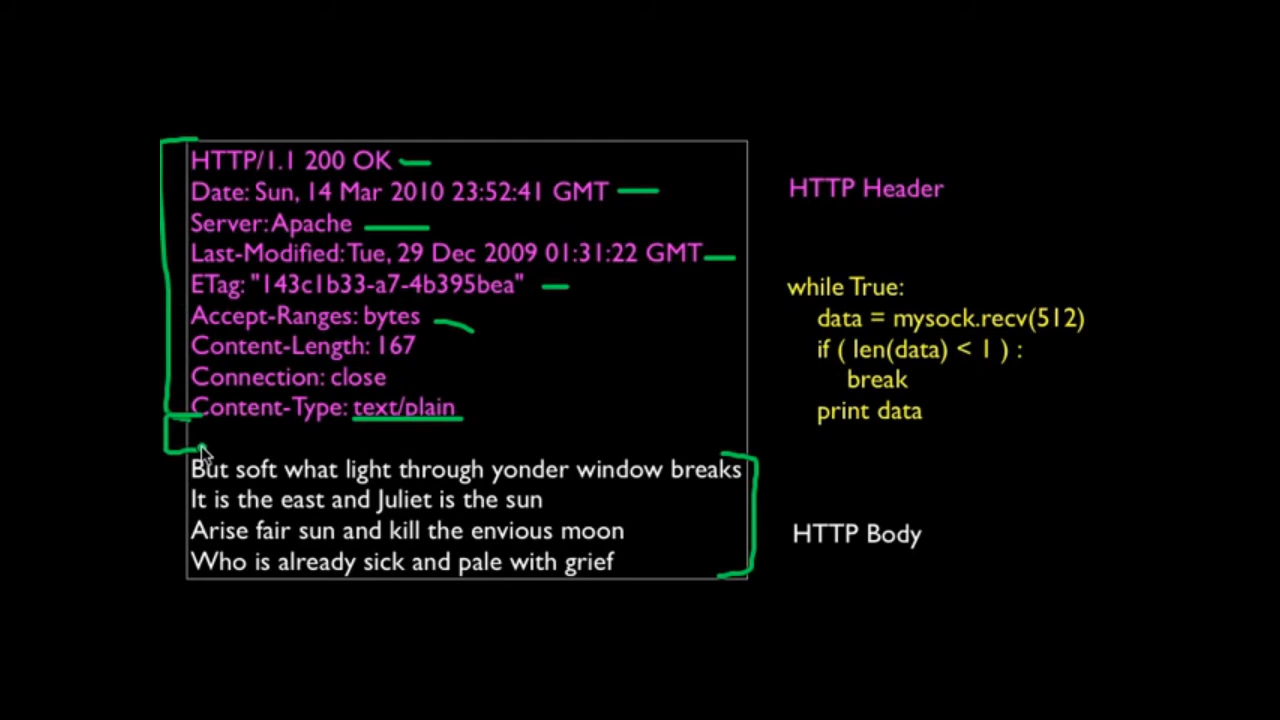 HTTP/1.1 200 OK
Date: Sun, 14 Mar 2010 23:52:41 GMT
Server: Apache
Last-Modified: Tue, 29 Dec 2009 01:31:22 GMT
ETag: "143c1b33-a7-4b395bea"
Accept-Ranges: bytes
Content-Length: 167
Connection: close
Content-Type: text/plain
But soft what light through yonder window breaks
It is the east and Juliet is the sun
Arise fair sun and kill the envious moon
Who is already sick and pale with grief
HTTP Header
while True:
data = mysock.recv(512)
if ( len(data) < 1 ) :
break
print data
HTTP Body